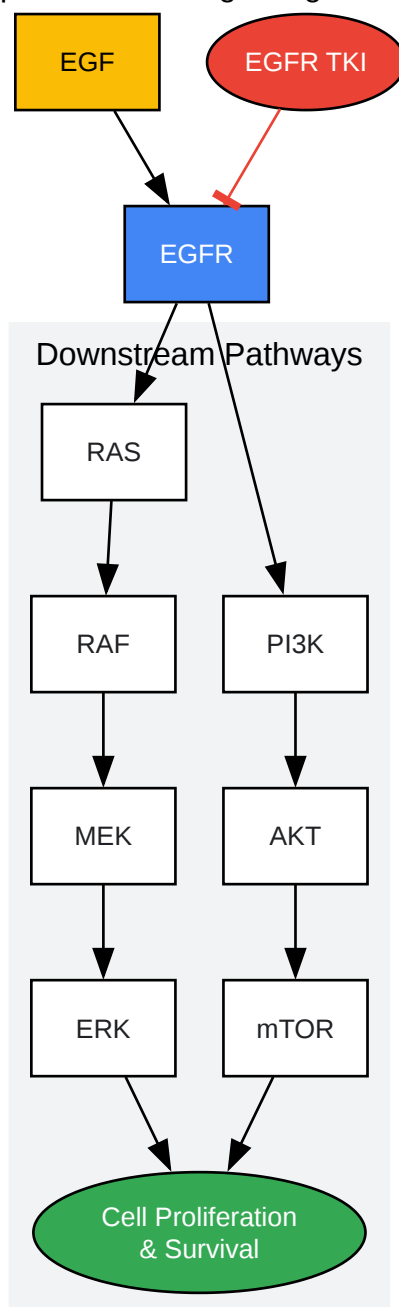 EGF
EGFR TKI
EGFR
Downstream Pathways
RAS
RAF
PI3K
MEK
AKT
ERK
mTOR
Cell Proliferation
& Survival